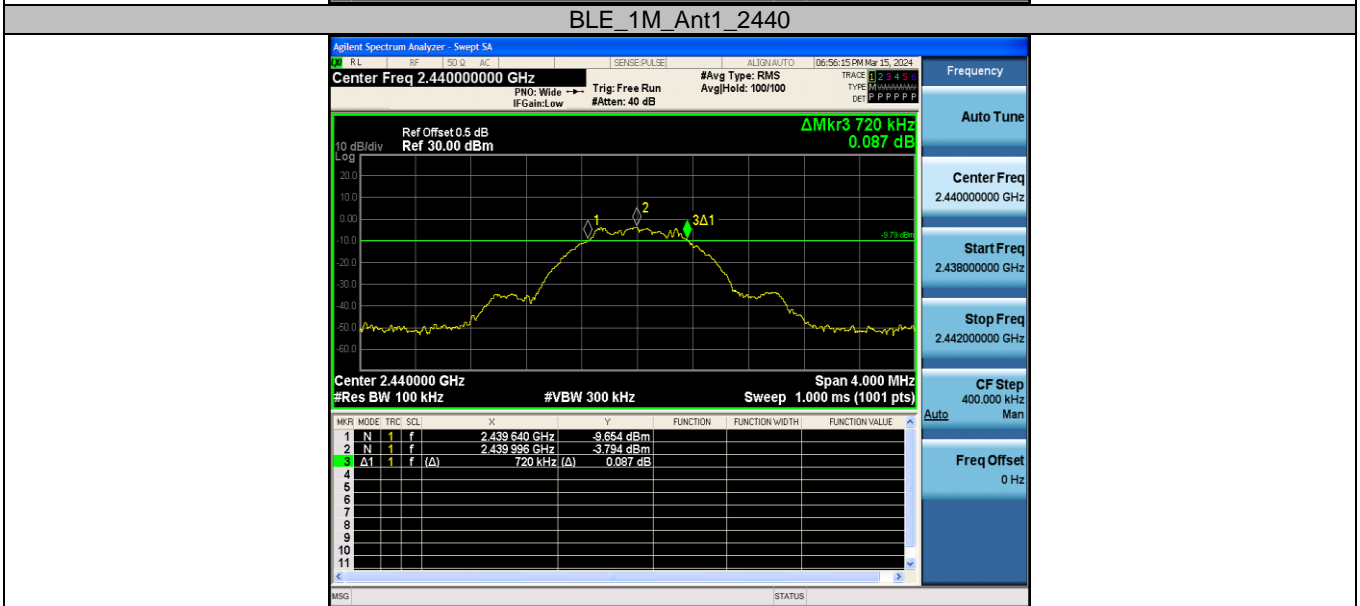 BLE_1M_Ant1_2440
Agilent Spectrum Analyzer - Swept SA
LXI RL RF 50 Ω AC SENSE:PULSE ALIGNAUTO 06:56:15 PM Mar 15, 2024
Center Freq 2.440000000 GHz
PNO: Wide
IFGain:Low
Trig: Free Run
#Atten: 40 dB
#Avg Type: RMS
Avg|Hold: 100/100
TRACE 1 2 3 4 5 6
TYPE M
DET P P P P P P
Ref Offset 0.5 dB
10 dB/div Ref 30.00 dBm
ΔMkr3 720 kHz
0.087 dB
Log
20.0
10.0
0.00
-10.0
-20.0
-30.0
-40.0
-50.0
-60.0
1
2
3Δ1
-9.79 dBm
Center 2.440000 GHz Span 4.000 MHz
#Res BW 100 kHz #VBW 300 kHz Sweep 1.000 ms (1001 pts)
MKR MODE TRC SCL X Y FUNCTION FUNCTION WIDTH FUNCTION VALUE
1 N 1 f 2.439 640 GHz -9.654 dBm
2 N 1 f 2.439 996 GHz -3.794 dBm
3 Δ1 1 f (Δ) 720 kHz (Δ) 0.087 dB
4
5
6
7
8
9
10
11
MSG STATUS
Frequency
Auto Tune
Center Freq
2.440000000 GHz
Start Freq
2.438000000 GHz
Stop Freq
2.442000000 GHz
CF Step
400.000 kHz
Auto Man
Freq Offset
0 Hz